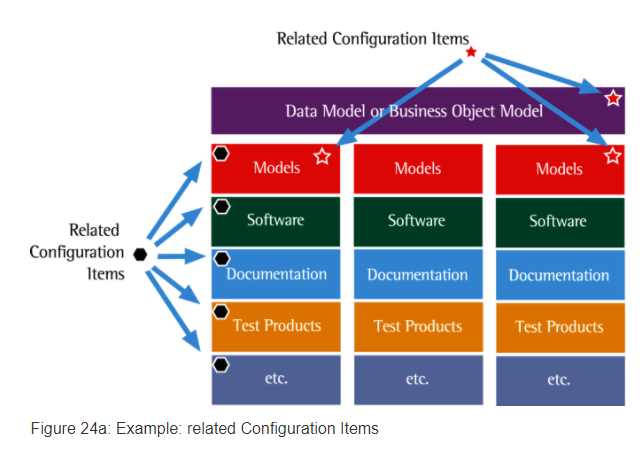 Related Configuration Items
Data Model or Business Object Model
Models Models Models
Related
Configuration
Items
Software Software Software
Documentation Documentation Documentation
Test Products Test Products Test Products
etc. etc. etc.
Figure 24a: Example: related Configuration Items